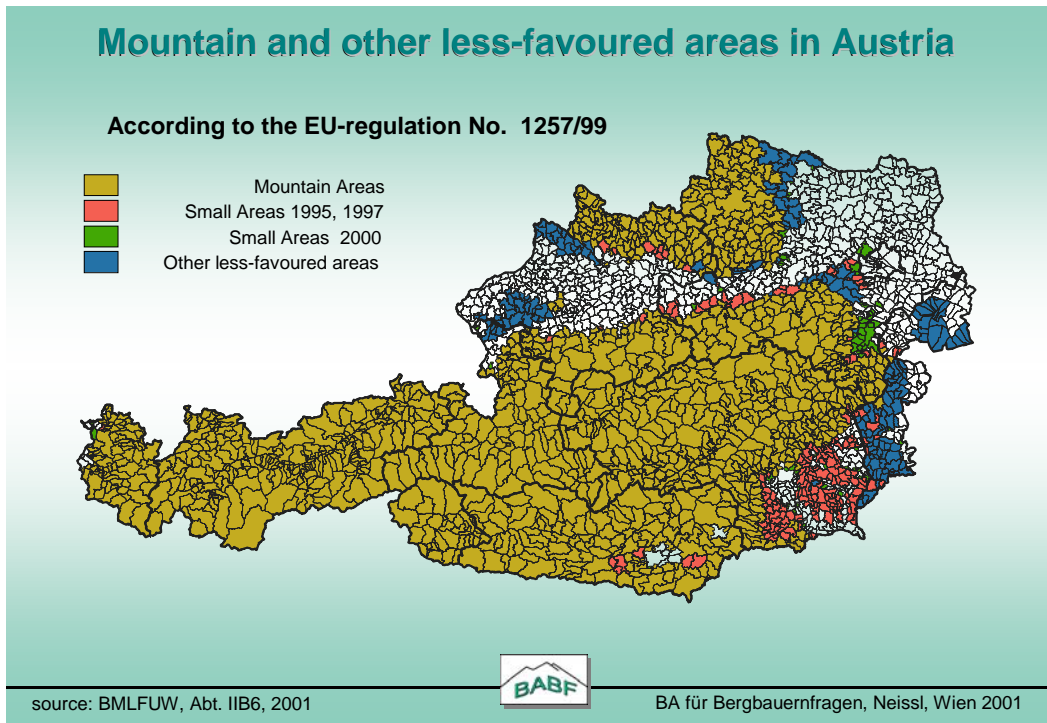 Mountain and other less-favoured areas in Austria
According to the EU-regulation No. 1257/99
Mountain Areas
Small Areas 1995, 1997
Small Areas 2000
Other less-favoured areas
BABF
source: BMLFUW, Abt. IIB6, 2001
BA für Bergbauernfragen, Neissl, Wien 2001